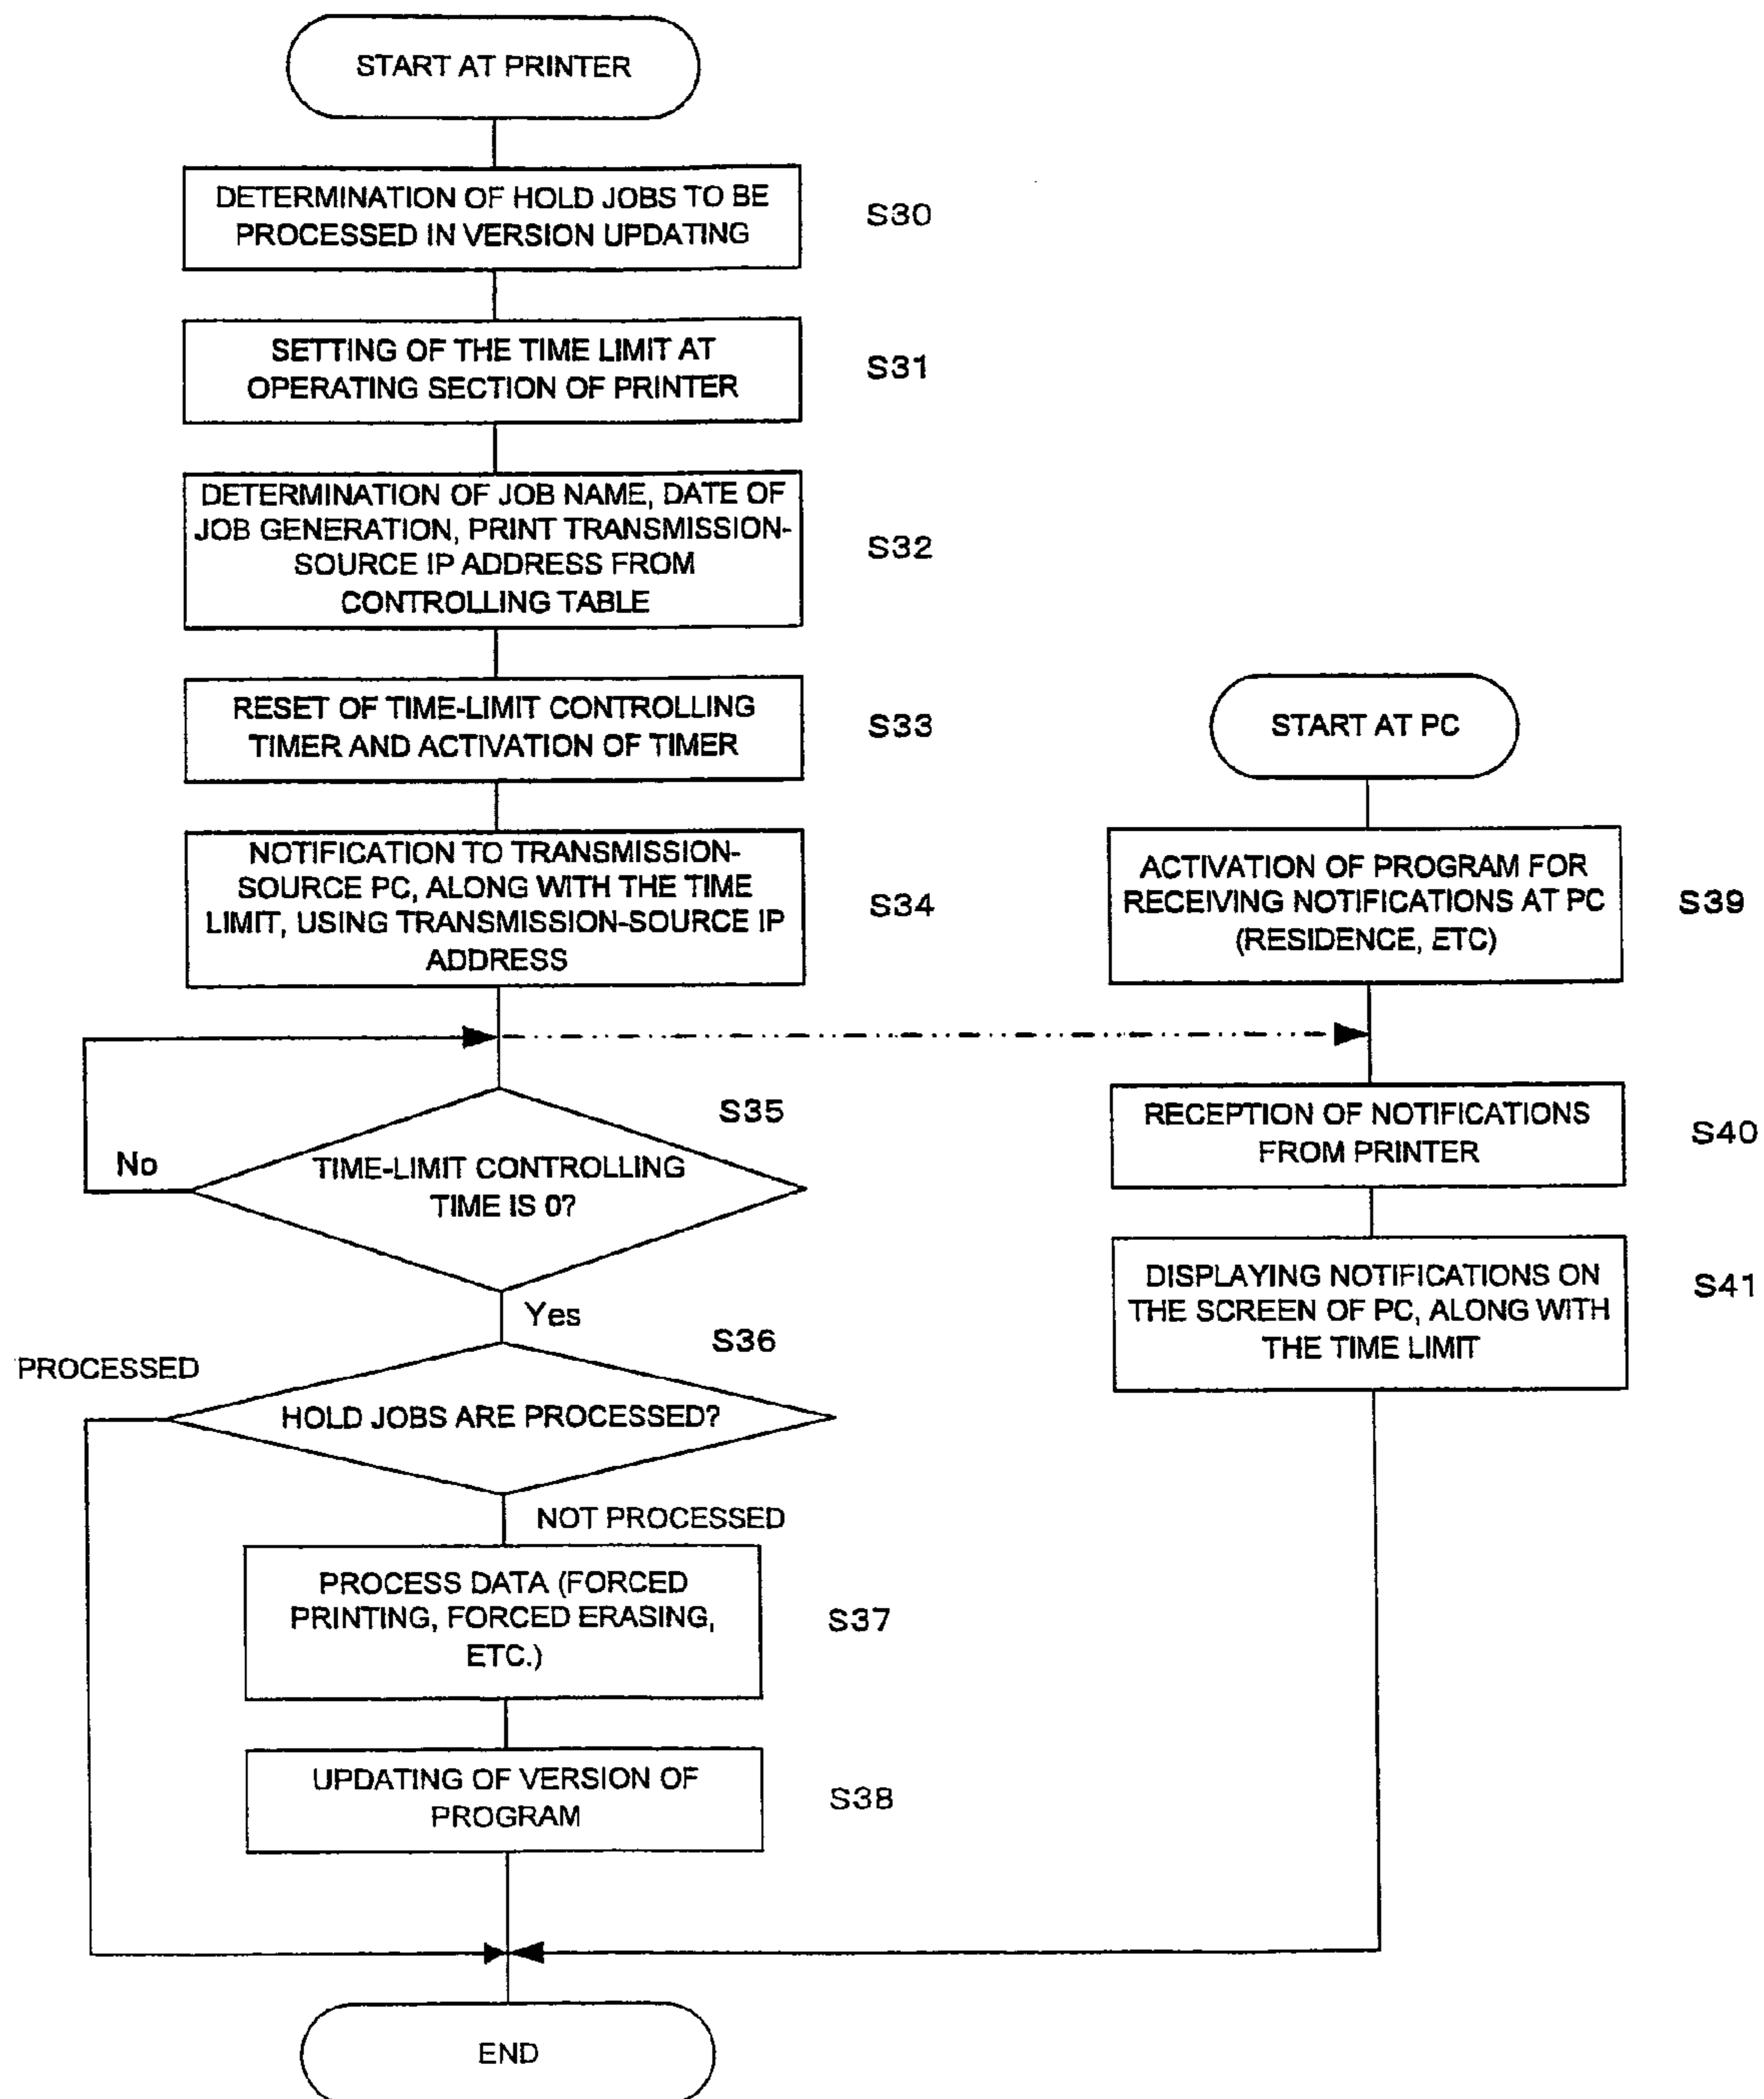 START AT PRINTER
DETERMINATION OF HOLD JOBS TO BE
PROCESSED IN VERSION UPDATING
S30
SETTING OF THE TIME LIMIT AT
OPERATING SECTION OF PRINTER
S31
DETERMINATION OF JOB NAME, DATE OF
JOB GENERATION, PRINT TRANSMISSION-
SOURCE IP ADDRESS FROM
CONTROLLING TABLE
S32
RESET OF TIME-LIMIT CONTROLLING
TIMER AND ACTIVATION OF TIMER
S33
NOTIFICATION TO TRANSMISSION-
SOURCE PC, ALONG WITH THE TIME
LIMIT, USING TRANSMISSION-SOURCE IP
ADDRESS
S34
TIME-LIMIT CONTROLLING
TIME IS 0?
S35
No
Yes
HOLD JOBS ARE PROCESSED?
S36
PROCESSED
NOT PROCESSED
PROCESS DATA (FORCED
PRINTING, FORCED ERASING,
ETC.)
S37
UPDATING OF VERSION OF
PROGRAM
S38
END
START AT PC
ACTIVATION OF PROGRAM FOR
RECEIVING NOTIFICATIONS AT PC
(RESIDENCE, ETC)
S39
RECEPTION OF NOTIFICATIONS
FROM PRINTER
S40
DISPLAYING NOTIFICATIONS ON
THE SCREEN OF PC, ALONG WITH
THE TIME LIMIT
S41